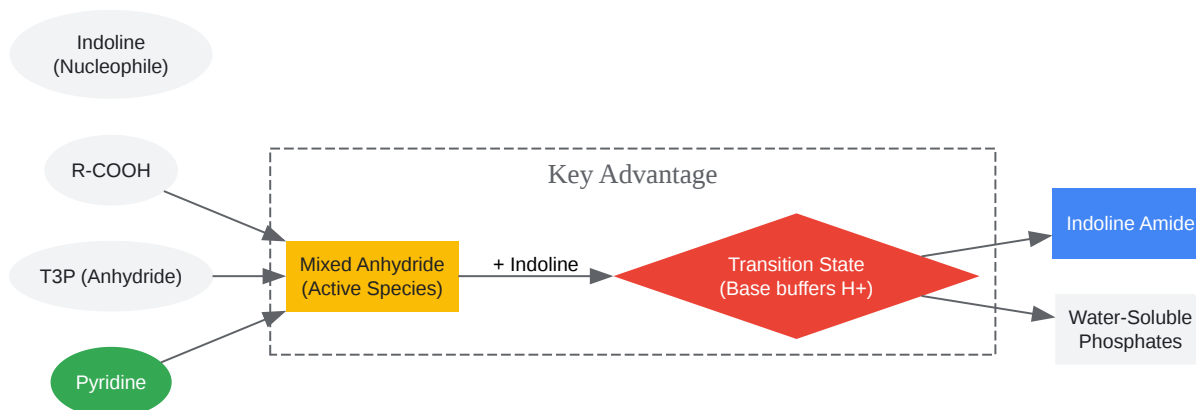 Indoline
(Nucleophile)
R-COOH
Key Advantage
T3P (Anhydride)
Mixed Anhydride
(Active Species)
+ Indoline
Transition State
(Base buffers H+)
Indoline Amide
Water-Soluble
Phosphates
Pyridine